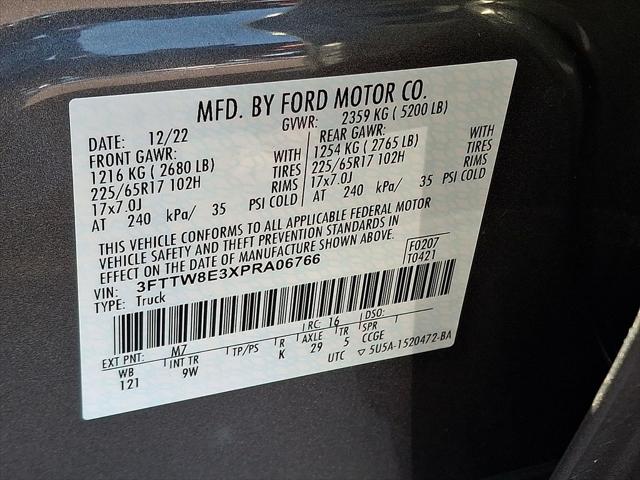 MFD. BY FORD MOTOR CO.
DATE: 12/22 GVWR: 2359 KG ( 5200 LB)
FRONT GAWR: WITH REAR GAWR: WITH
1216 KG ( 2680 LB) TIRES 1254 KG ( 2765 LB) TIRES
225/65R17 102H RIMS 225/65R17 102H RIMS
17x7.0J 17x7.0J
AT 240 kPa/ 35 PSI COLD AT 240 kPa/ 35 PSI COLD
THIS VEHICLE CONFORMS TO ALL APPLICABLE FEDERAL MOTOR
VEHICLE SAFETY AND THEFT PREVENTION STANDARDS IN
EFFECT ON THE DATE OF MANUFACTURE SHOWN ABOVE.
VIN: 3FTTW8E3XPRA06766 F0207
TYPE: Truck T0421
EXT PNT: M7 RC: 16 DSO:
WB INT TR TP/PS R AXLE TR SPR
121 9W K 29 5 CCGE
UTC ▽ 5U5A-1520472-BA